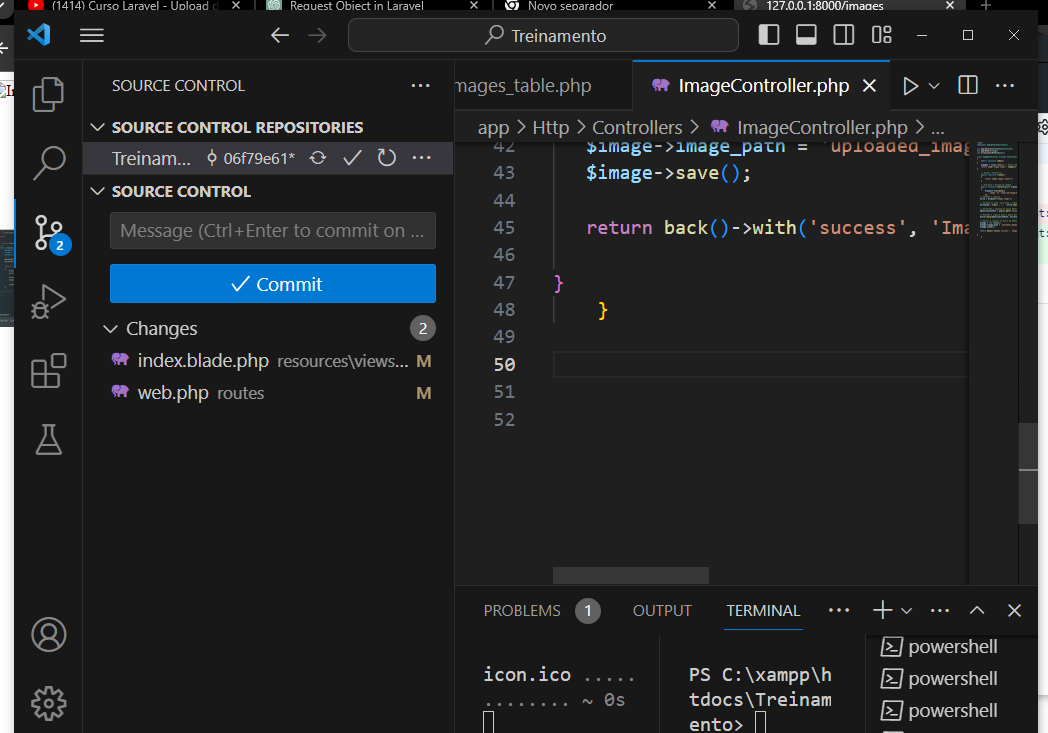 (1414) Curso Laravel - Upload d
Request Object in Laravel
Novo separador
127.0.0.1:8000/images
Treinamento
SOURCE CONTROL
SOURCE CONTROL REPOSITORIES
Treinam... 06f79e61*
SOURCE CONTROL
Message (Ctrl+Enter to commit on ...
Commit
Changes 2
index.blade.php resources\views... M
web.php routes M
2
mages_table.php
ImageController.php
app > Http > Controllers > ImageController.php > ...
42 $image->image_path = 'uploaded_imag
43 $image->save();
44
45 return back()->with('success', 'Ima
46
47 }
48 }
49
50
51
52
PROBLEMS 1 OUTPUT TERMINAL
icon.ico .....
........ ~ 0s
PS C:\xampp\h
tdocs\Treinam
ento>
powershell
powershell
powershell